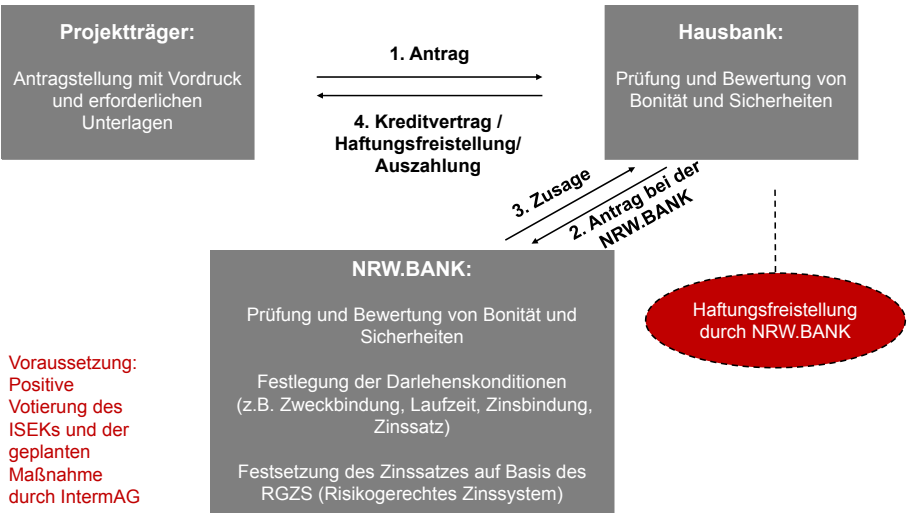 Projektträger:
Antragstellung mit Vordruck
und erforderlichen
Unterlagen
1. Antrag
4. Kreditvertrag /
Haftungsfreistellung/
Auszahlung
Hausbank:
Prüfung und Bewertung von
Bonität und Sicherheiten
3. Zusage
2. Antrag bei der
NRW.BANK
NRW.BANK:
Prüfung und Bewertung von Bonität und
Sicherheiten
Festlegung der Darlehenskonditionen
(z.B. Zweckbindung, Laufzeit, Zinsbindung,
Zinssatz)
Festsetzung des Zinssatzes auf Basis des
RGZS (Risikogerechtes Zinssystem)
Haftungsfreistellung
durch NRW.BANK
Voraussetzung:
Positive
Votierung des
ISEKs und der
geplanten
Maßnahme
durch IntermAG